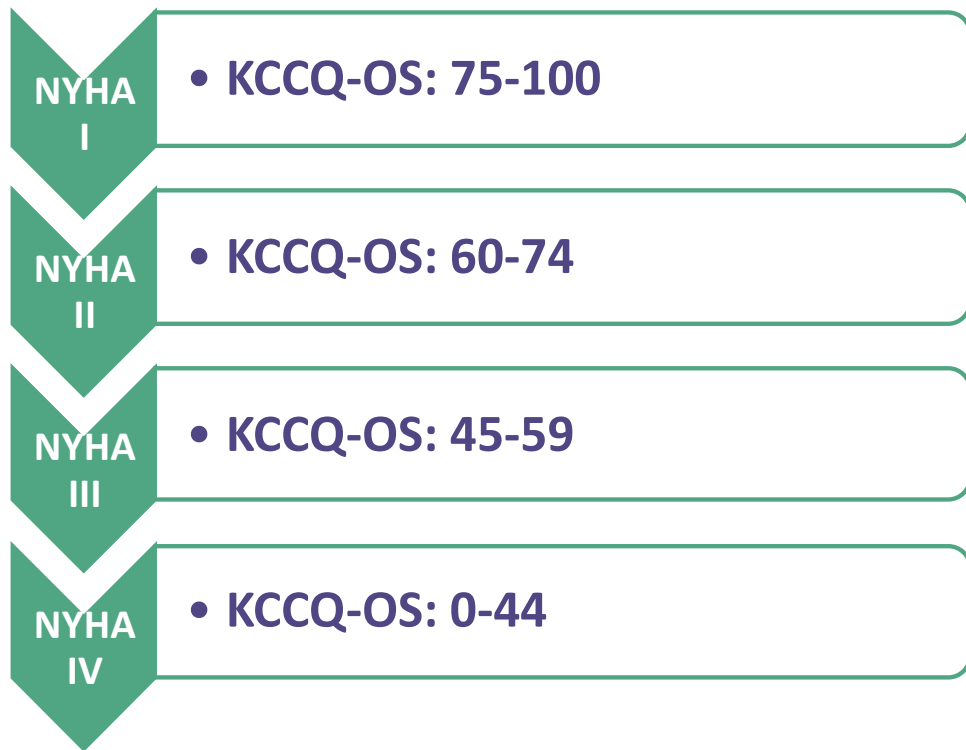 NYHA
I
• KCCQ-OS: 75-100
NYHA
II
• KCCQ-OS: 60-74
NYHA
III
• KCCQ-OS: 45-59
NYHA
IV
• KCCQ-OS: 0-44